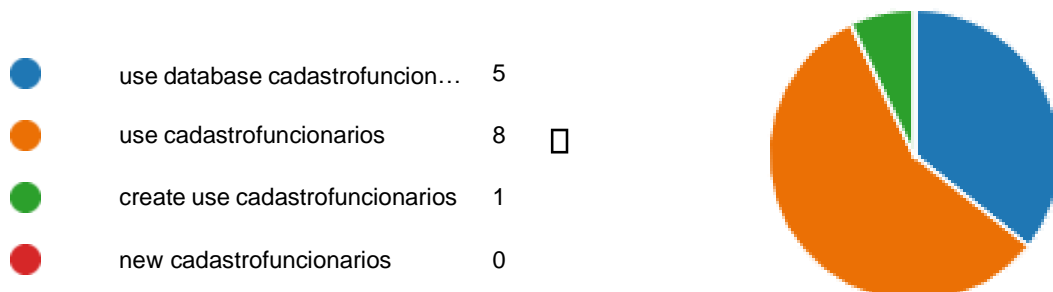 use database cadastrofuncion… 5
use cadastrofuncionarios 8
create use cadastrofuncionarios 1
new cadastrofuncionarios 0